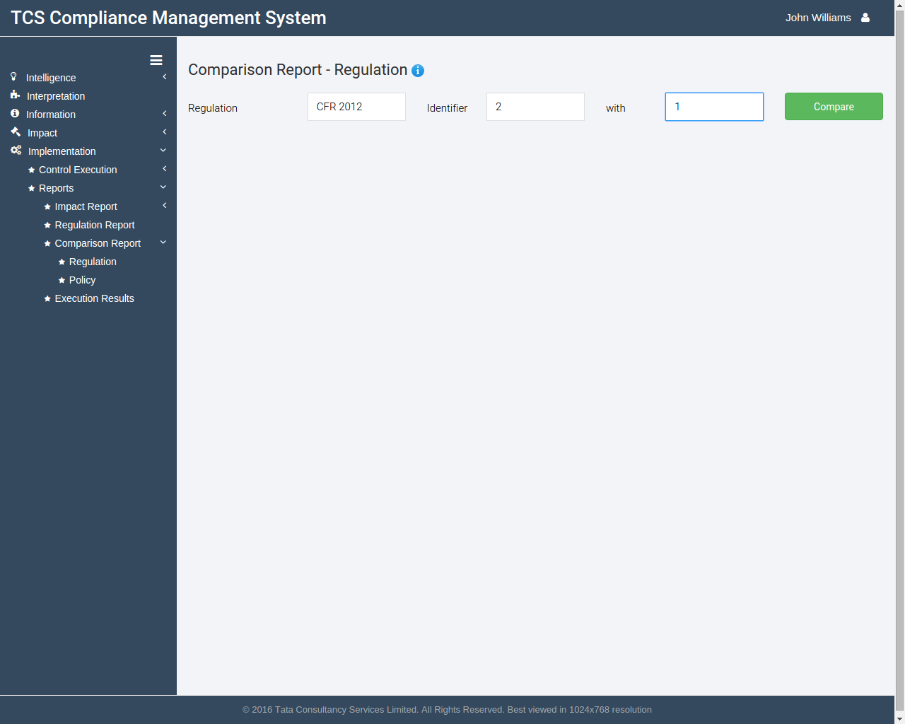 TCS Compliance Management System
John Williams
Intelligence
Interpretation
Information
Impact
Implementation
Control Execution
Reports
Impact Report
Regulation Report
Comparison Report
Regulation
Policy
Execution Results
Comparison Report - Regulation
Regulation CFR 2012 Identifier 2 with 1 Compare
© 2016 Tata Consultancy Services Limited. All Rights Reserved. Best viewed in 1024x768 resolution